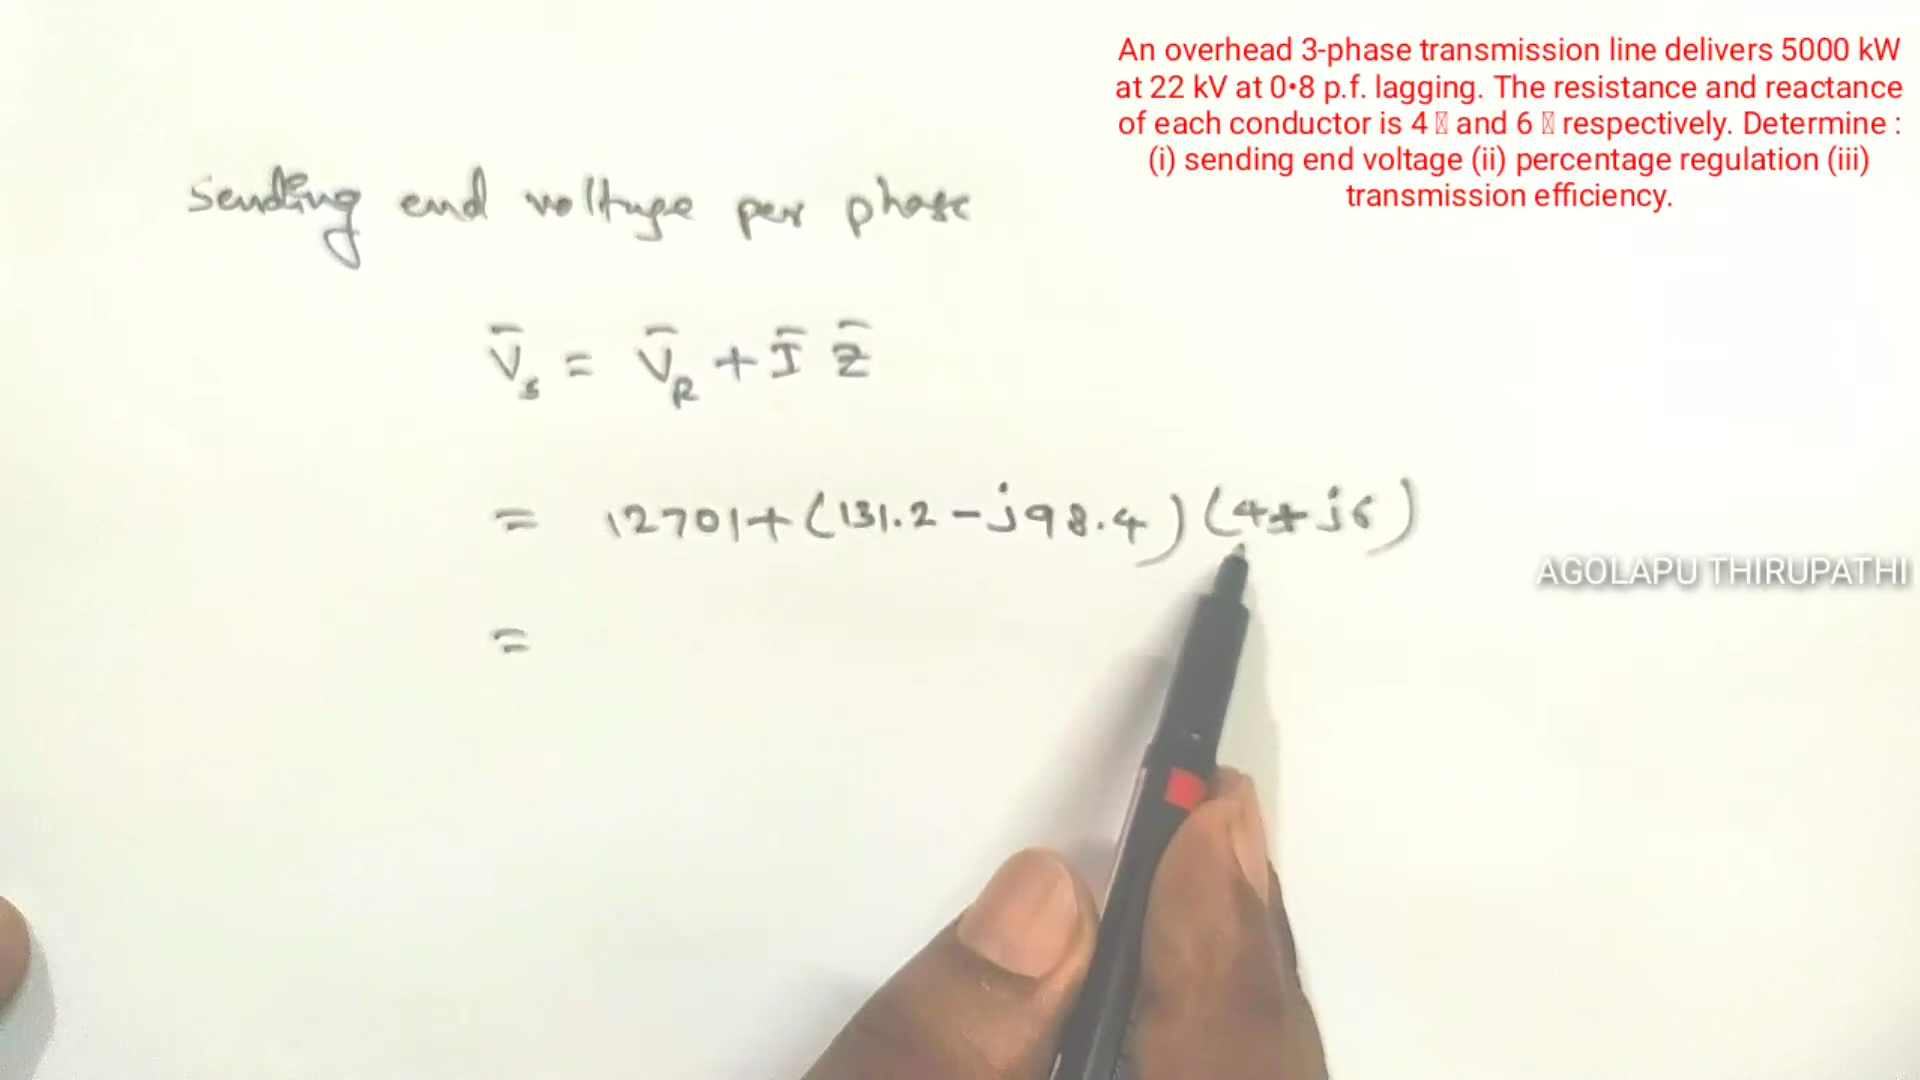 An overhead 3-phase transmission line delivers 5000 kW
at 22 kV at 0•8 p.f. lagging. The resistance and reactance
of each conductor is 4 and 6 respectively. Determine :
(i) sending end voltage (ii) percentage regulation (iii)
transmission efficiency.
sending end voltage per phase
V̄s = V̄R + Ī Z̄
= 12701+(131.2-j98.4)(4+j6)
=
AGOLAPU THIRUPATHI